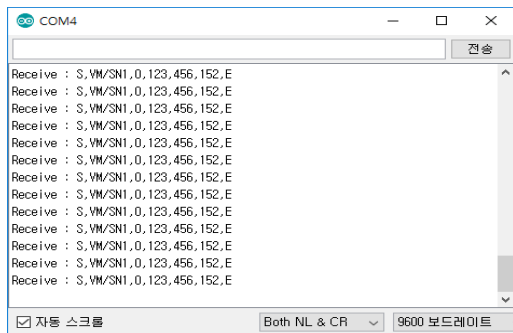 COM4
전송
Receive : S,VM/SN1,0,123,456,152,E
Receive : S,VM/SN1,0,123,456,152,E
Receive : S,VM/SN1,0,123,456,152,E
Receive : S,VM/SN1,0,123,456,152,E
Receive : S,VM/SN1,0,123,456,152,E
Receive : S,VM/SN1,0,123,456,152,E
Receive : S,VM/SN1,0,123,456,152,E
Receive : S,VM/SN1,0,123,456,152,E
Receive : S,VM/SN1,0,123,456,152,E
Receive : S,VM/SN1,0,123,456,152,E
Receive : S,VM/SN1,0,123,456,152,E
Receive : S,VM/SN1,0,123,456,152,E
Receive : S,VM/SN1,0,123,456,152,E
자동 스크롤 Both NL & CR 9600 보드레이트